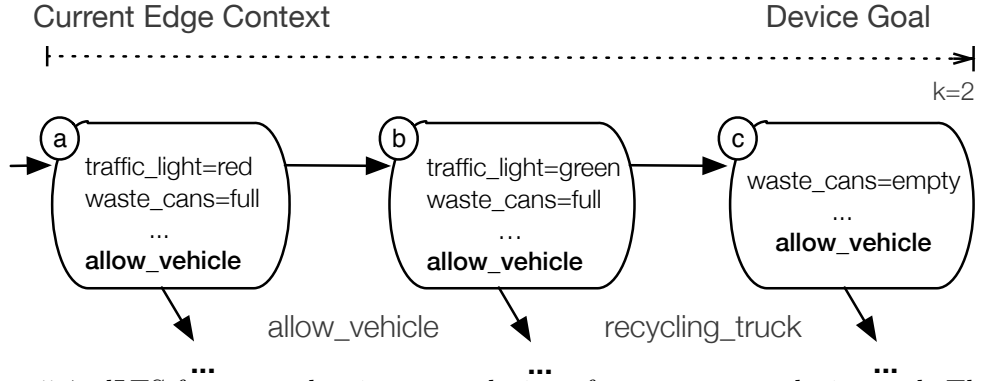 Current Edge Context
Device Goal
k=2
a
traffic_light=red
waste_cans=full
...
allow_vehicle
b
traffic_light=green
waste_cans=full
...
allow_vehicle
c
waste_cans=empty
...
allow_vehicle
allow_vehicle
recycling_truck
...
...
...